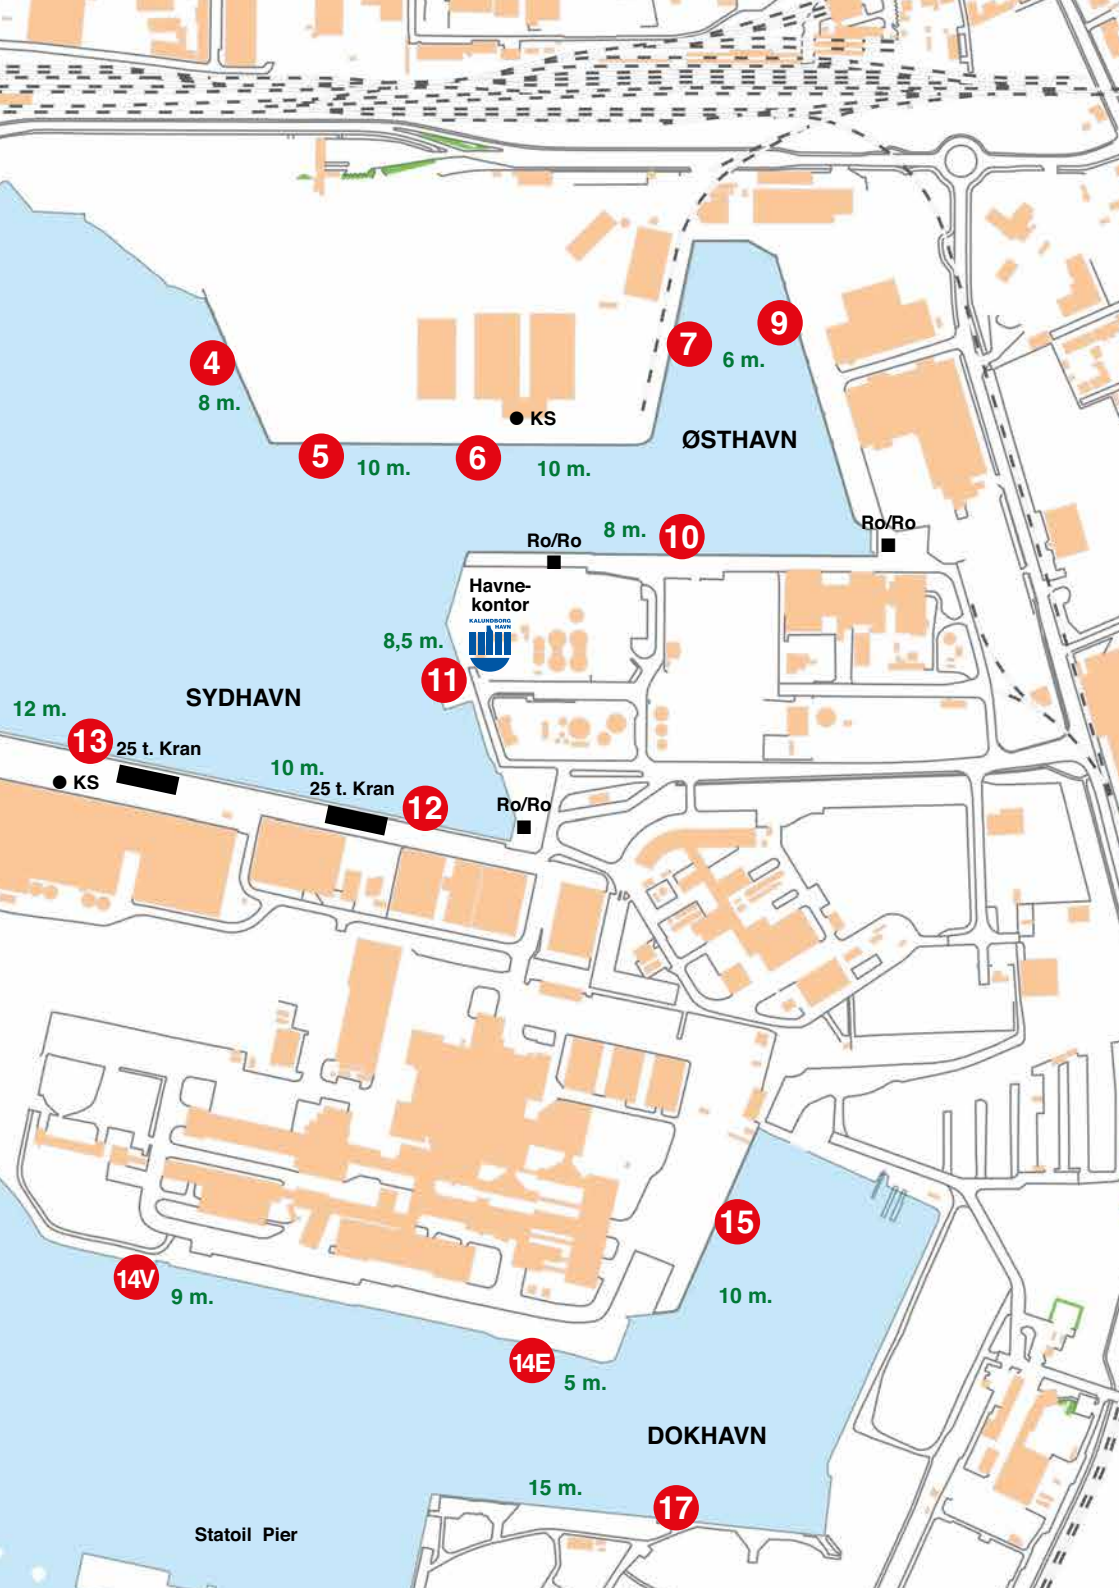 9
7
6 m.
4
8 m.
KS
ØSTHAVN
5
10 m.
6
10 m.
Ro/Ro
8 m.
10
Ro/Ro
Havne-
kontor
KALUNDBORG
HAVN
8,5 m.
11
SYDHAVN
12 m.
13
25 t. Kran
KS
10 m.
25 t. Kran
12
Ro/Ro
15
10 m.
14V
9 m.
14E
5 m.
DOKHAVN
15 m.
17
Statoil Pier